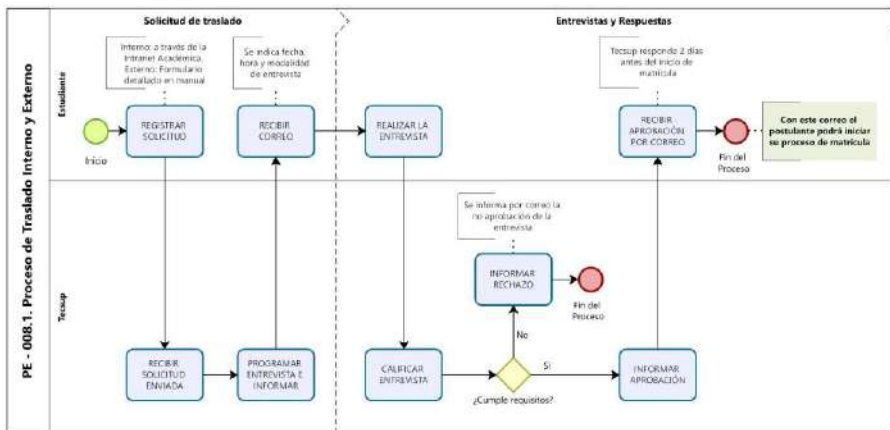 PE - 008.1. Proceso de Traslado Interno y Externo
Solicitud de traslado
Entrevistas y Respuestas
Estudiante
Interno: a través de la
Intranet Académica.
Externo: Formulario
detallado en manual
Se indica fecha,
hora y modalidad
de entrevista
Tecsup responde 2 días
antes del inicio de
matrícula
Inicio
REGISTRAR
SOLICITUD
RECIBIR
CORREO
REALIZAR LA
ENTREVISTA
RECIBIR
APROBACIÓN
POR CORREO
Fin del
Proceso
Con este correo el
postulante podrá iniciar
su proceso de matrícula
Tecsup
Se informa por correo la
no aprobación de la
entrevista
INFORMAR
RECHAZO
Fin del
Proceso
No
RECIBIR
SOLICITUD
ENVIADA
PROGRAMAR
ENTREVISTA E
INFORMAR
CALIFICAR
ENTREVISTA
¿Cumple requisitos?
Si
INFORMAR
APROBACIÓN